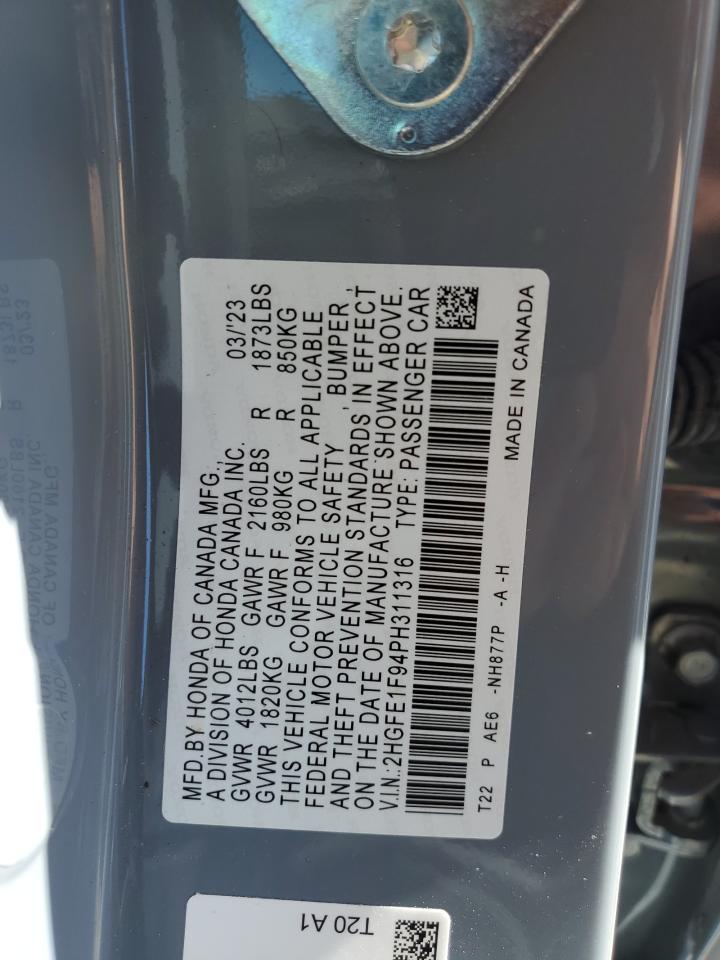 MFD.BY HONDA OF CANADA MFG., 03/'23
A DIVISION OF HONDA CANADA INC.
GVWR 4012LBS GAWR F 2160LBS R 1873LBS
GVWR 1820KG GAWR F 980KG R 850KG
THIS VEHICLE CONFORMS TO ALL APPLICABLE
FEDERAL MOTOR VEHICLE SAFETY, BUMPER,
AND THEFT PREVENTION STANDARDS IN EFFECT
ON THE DATE OF MANUFACTURE SHOWN ABOVE.
V.I.N.:2HGFE1F94PH311316 TYPE: PASSENGER CAR
T22 P AE6 -NH877P -A -H MADE IN CANADA
T20 A1